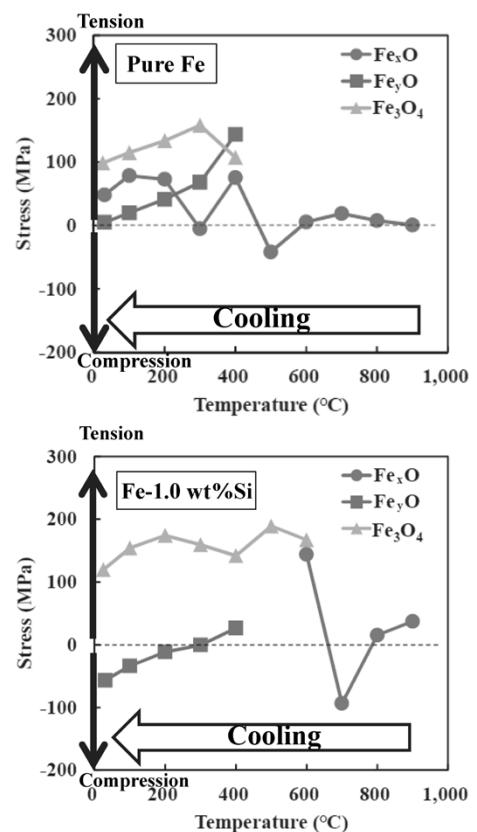 Tension
300
Pure Fe
FexO
FeyO
Fe3O4
200
100
0
-100
-200
Stress (MPa)
Cooling
Compression
0
200
400
600
800
1,000
Temperature (°C)
Tension
300
Fe-1.0 wt%Si
FexO
FeyO
Fe3O4
200
100
0
-100
-200
Stress (MPa)
Cooling
Compression
0
200
400
600
800
1,000
Temperature (°C)